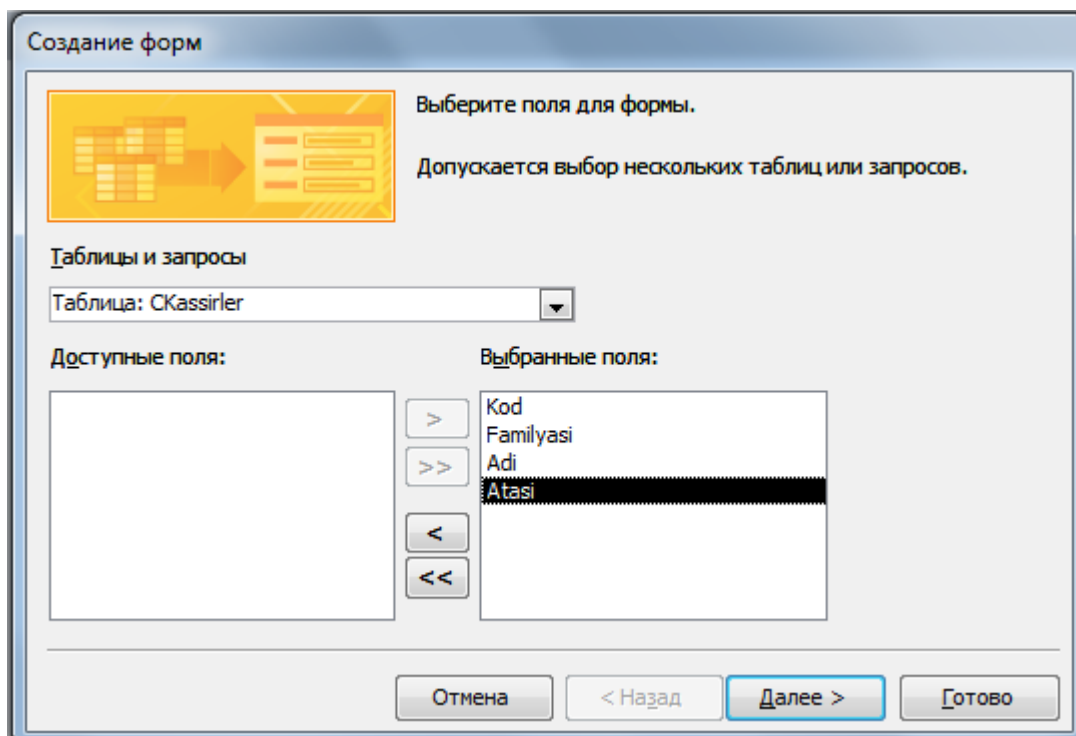 Создание форм
Выберите поля для формы.
Допускается выбор нескольких таблиц или запросов.
Таблицы и запросы
Таблица: CKassirler
Доступные поля:
Выбранные поля:
Kod
Familyasi
Adi
Atasi
>
>>
<
<<
Отмена
< Назад
Далее >
Готово